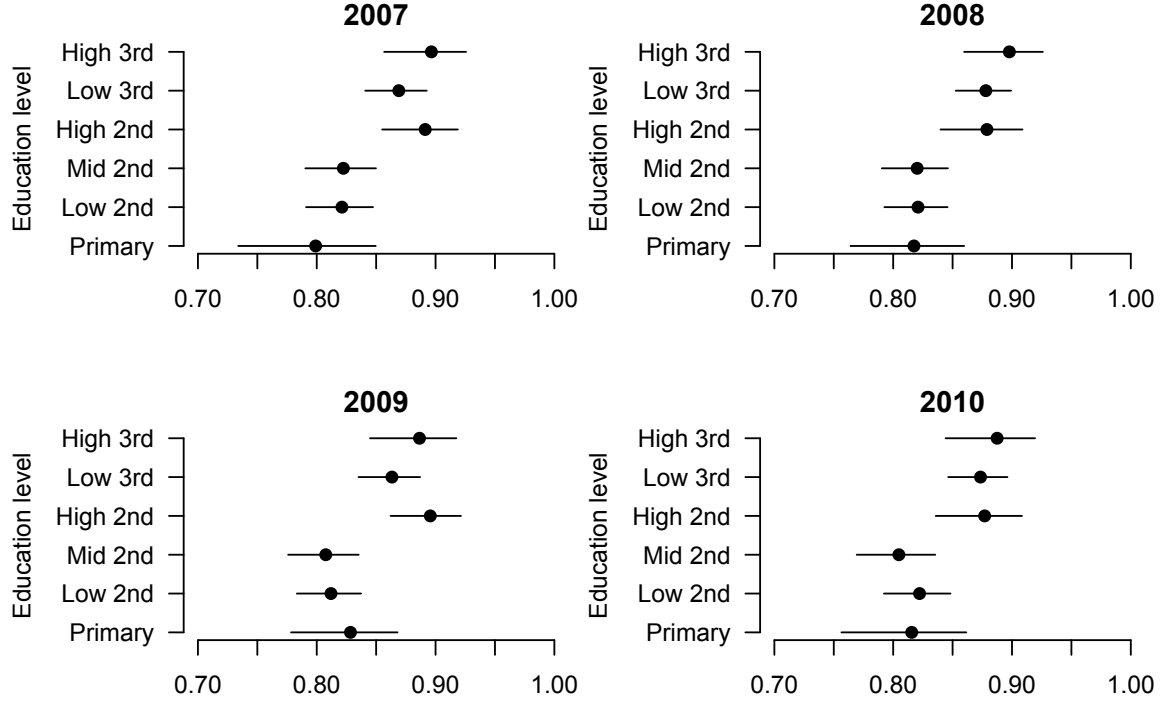 2007
Education level
High 3rd
Low 3rd
High 2nd
Mid 2nd
Low 2nd
Primary
0.70 0.80 0.90 1.00
2008
Education level
High 3rd
Low 3rd
High 2nd
Mid 2nd
Low 2nd
Primary
0.70 0.80 0.90 1.00
2009
Education level
High 3rd
Low 3rd
High 2nd
Mid 2nd
Low 2nd
Primary
0.70 0.80 0.90 1.00
2010
Education level
High 3rd
Low 3rd
High 2nd
Mid 2nd
Low 2nd
Primary
0.70 0.80 0.90 1.00